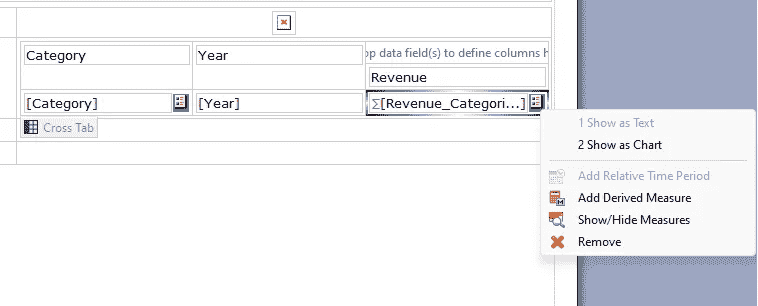 op data field(s) to define columns h
Category
Year
Revenue
[Category]
[Year]
Σ[Revenue_Categori...]
Cross Tab
1 Show as Text
2 Show as Chart
Add Relative Time Period
Add Derived Measure
Show/Hide Measures
Remove